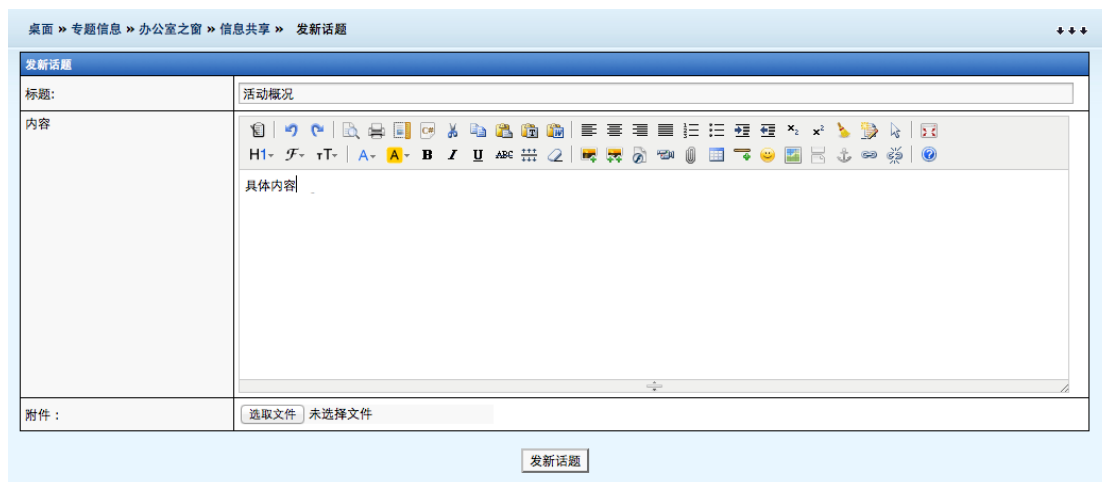 桌面 » 专题信息 » 办公室之窗 » 信息共享 » 发新话题
发新话题
标题:
活动概况
内容
H1 F тT A A B I U ABC
具体内容
附件：
选取文件 未选择文件
发新话题